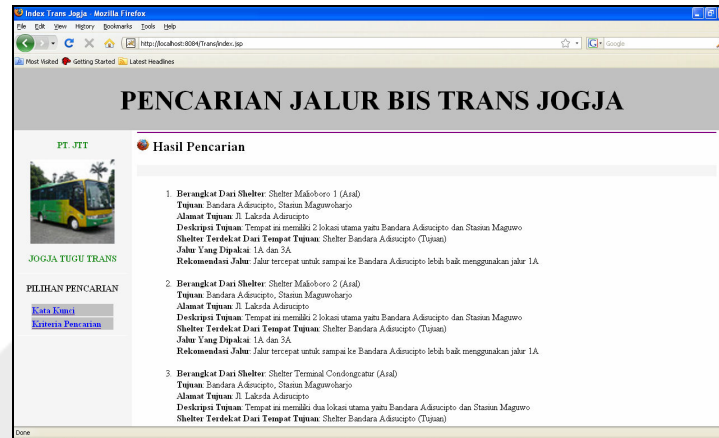 Index Trans Jogja - Mozilla Firefox
File Edit View History Bookmarks Tools Help
http://localhost:8084/Trans/index.jsp
Google
Most Visited Getting Started Latest Headlines
PENCARIAN JALUR BIS TRANS JOGJA
PT. JTT
JOGJA TUGU TRANS
PILIHAN PENCARIAN
Kata Kunci
Kriteria Pencarian
Hasil Pencarian
1. Berangkat Dari Shelter: Shelter Malioboro 1 (Asal)
Tujuan: Bandara Adisucipto, Stasiun Maguwoharjo
Alamat Tujuan: Jl. Laksda Adisucipto
Deskripsi Tujuan: Tempat ini memiliki 2 lokasi utama yaitu Bandara Adisucipto dan Stasiun Maguwo
Shelter Terdekat Dari Tempat Tujuan: Shelter Bandara Adisucipto (Tujuan)
Jalur Yang Dipakai: 1A dan 3A
Rekomendasi Jalur: Jalur tercepat untuk sampai ke Bandara Adisucipto lebih baik menggunakan jalur 1A
2. Berangkat Dari Shelter: Shelter Malioboro 2 (Asal)
Tujuan: Bandara Adisucipto, Stasiun Maguwoharjo
Alamat Tujuan: Jl. Laksda Adisucipto
Deskripsi Tujuan: Tempat ini memiliki 2 lokasi utama yaitu Bandara Adisucipto dan Stasiun Maguwo
Shelter Terdekat Dari Tempat Tujuan: Shelter Bandara Adisucipto (Tujuan)
Jalur Yang Dipakai: 1A dan 3A
Rekomendasi Jalur: Jalur tercepat untuk sampai ke Bandara Adisucipto lebih baik menggunakan jalur 1A
3. Berangkat Dari Shelter: Shelter Terminal Condongcatur (Asal)
Tujuan: Bandara Adisucipto, Stasiun Maguwoharjo
Alamat Tujuan: Jl. Laksda Adisucipto
Deskripsi Tujuan: Tempat ini memiliki dua lokasi utama yaitu Bandara Adisucipto dan Stasiun Maguwo
Shelter Terdekat Dari Tempat Tujuan: Shelter Bandara Adisucipto (Tujuan)
Done